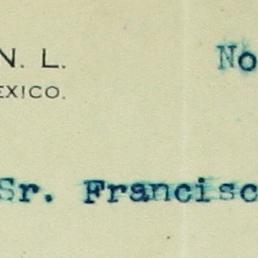 N. L.
No
EXICO.
Sr. Francisc